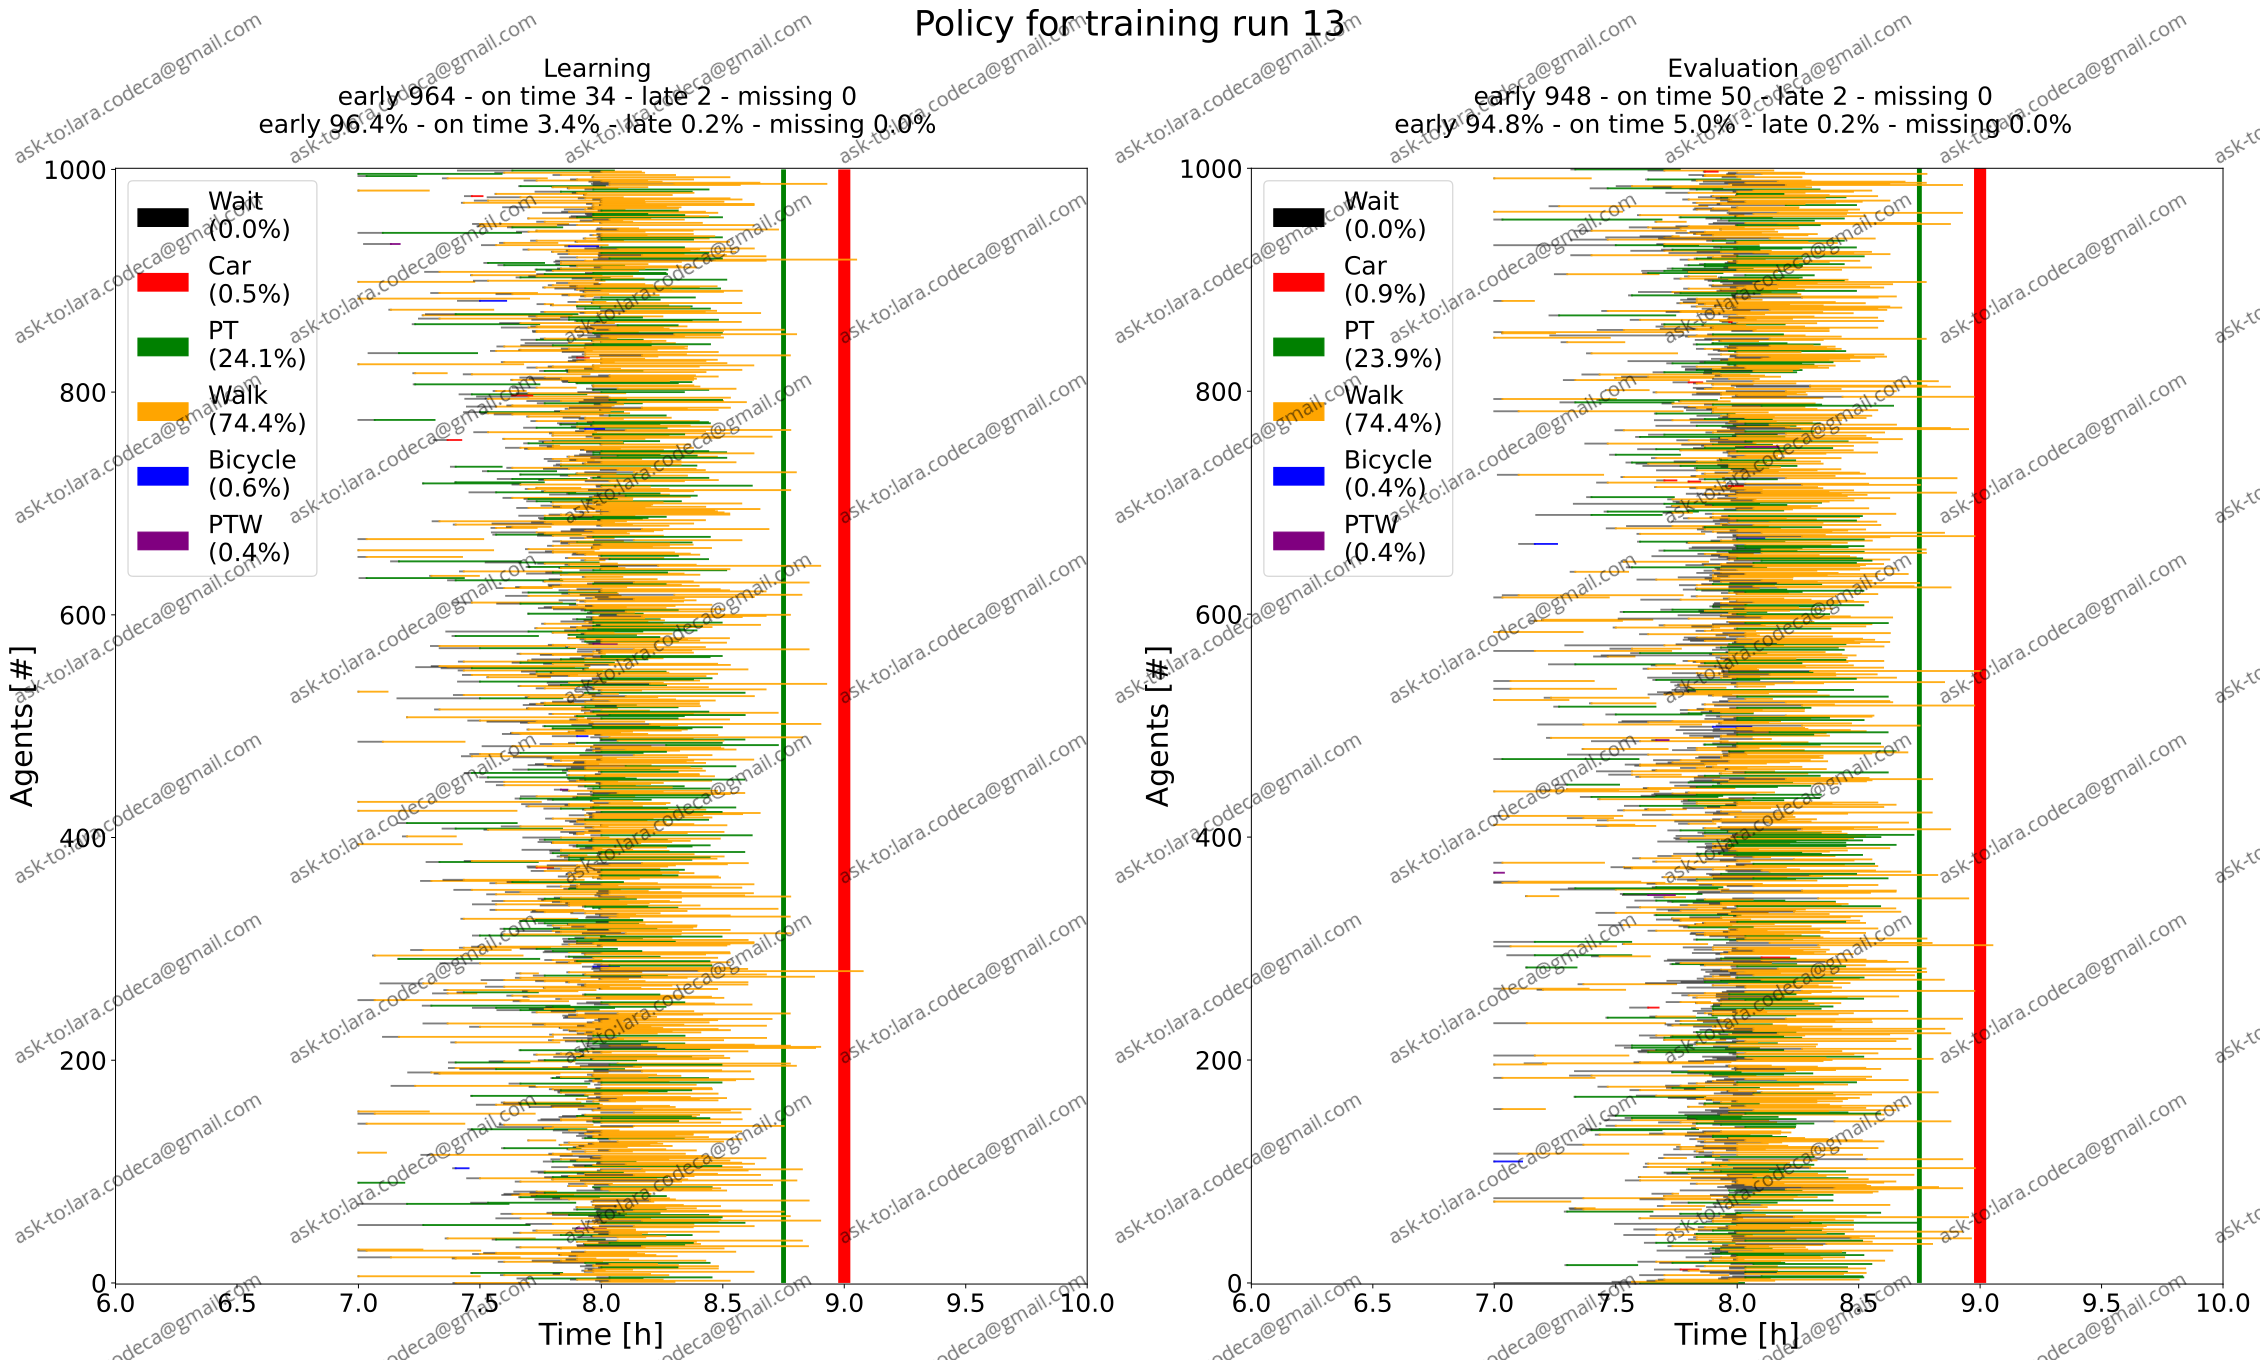 Policy for training run 13
Learning
early 964 - on time 34 - late 2 - missing 0
early 96.4% - on time 3.4% - late 0.2% - missing 0.0%
1000
800
600
400
200
0
Agents [#]
Wait
(0.0%)
Car
(0.5%)
PT
(24.1%)
Walk
(74.4%)
Bicycle
(0.6%)
PTW
(0.4%)
6.0 6.5 7.0 7.5 8.0 8.5 9.0 9.5 10.0
Time [h]
Evaluation
early 948 - on time 50 - late 2 - missing 0
early 94.8% - on time 5.0% - late 0.2% - missing 0.0%
1000
800
600
400
200
0
Agents [#]
Wait
(0.0%)
Car
(0.9%)
PT
(23.9%)
Walk
(74.4%)
Bicycle
(0.4%)
PTW
(0.4%)
6.0 6.5 7.0 7.5 8.0 8.5 9.0 9.5 10.0
Time [h]
ask-to:lara.codeca@gmail.com